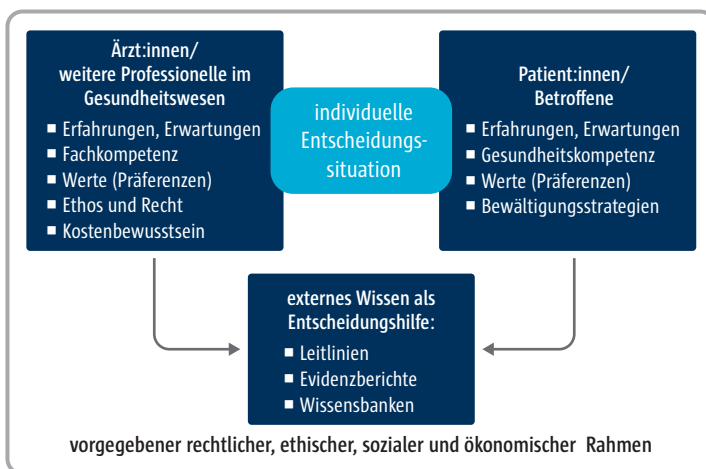 Ärzt:innen/
weitere Professionelle im
Gesundheitswesen
▪ Erfahrungen, Erwartungen
▪ Fachkompetenz
▪ Werte (Präferenzen)
▪ Ethos und Recht
▪ Kostenbewusstsein
individuelle
Entscheidungs-
situation
Patient:innen/
Betroffene
▪ Erfahrungen, Erwartungen
▪ Gesundheitskompetenz
▪ Werte (Präferenzen)
▪ Bewältigungsstrategien
externes Wissen als
Entscheidungshilfe:
▪ Leitlinien
▪ Evidenzberichte
▪ Wissensbanken
vorgegebener rechtlicher, ethischer, sozialer und ökonomischer Rahmen